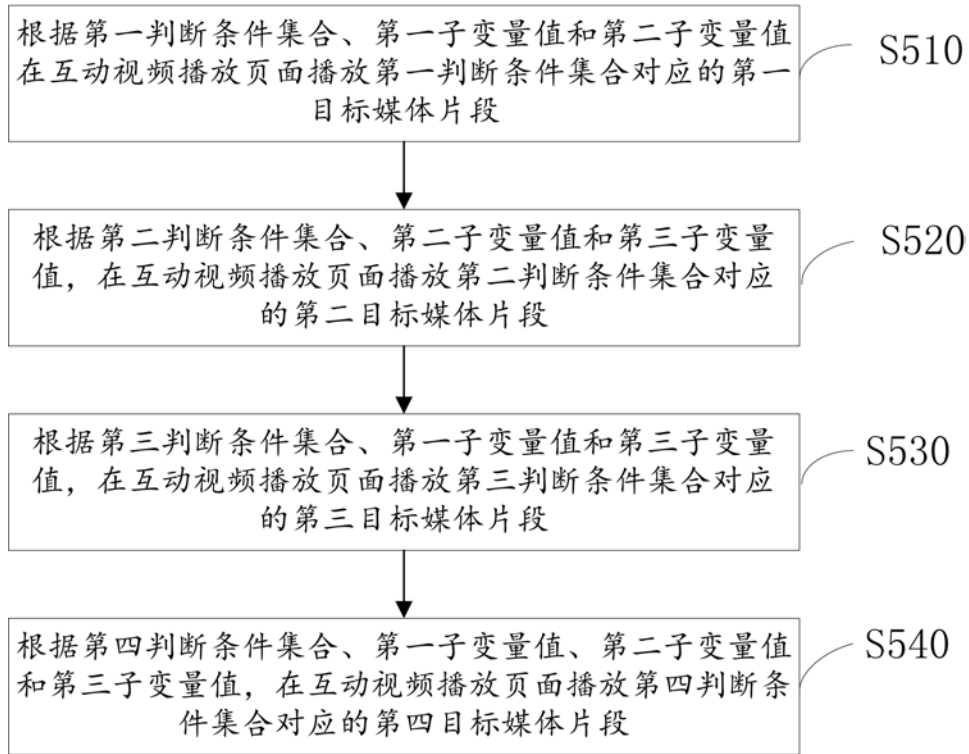 根据第一判断条件集合、第一子变量值和第二子变量值
在互动视频播放页面播放第一判断条件集合对应的第一
目标媒体片段
S510
根据第二判断条件集合、第二子变量值和第三子变量
值，在互动视频播放页面播放第二判断条件集合对应
的第二目标媒体片段
S520
根据第三判断条件集合、第一子变量值和第三子变量
值，在互动视频播放页面播放第三判断条件集合对应
的第三目标媒体片段
S530
根据第四判断条件集合、第一子变量值、第二子变量值
和第三子变量值，在互动视频播放页面播放第四判断条
件集合对应的第四目标媒体片段
S540